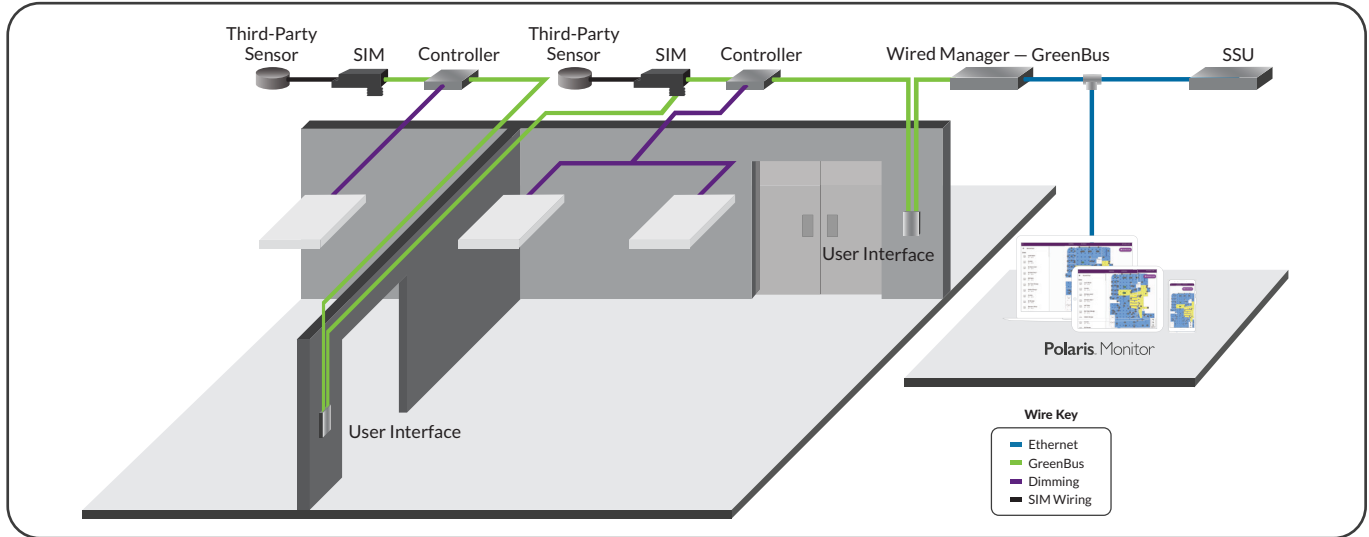 Third-Party
Sensor
SIM
Controller
Third-Party
Sensor
SIM
Controller
Wired Manager — GreenBus
SSU
User Interface
User Interface
Polaris. Monitor
Wire Key
Ethernet
GreenBus
Dimming
SIM Wiring